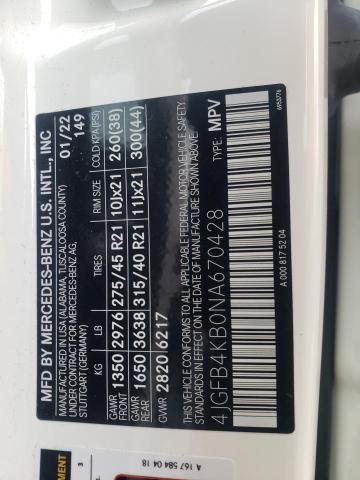 MFD BY MERCEDES-BENZ U.S. INTL., INC
01/22
MANUFACTURED IN USA (ALABAMA, TUSCALOOSA COUNTY)
149
UNDER CONTRACT FOR MERCEDES-BENZ AG,
STUTTGART (GERMANY)
KG LB TIRES RIM SIZE COLD KPA(PSI)
GAWR
FRONT 1350 2976 275/45 R21 10Jx21 260(38)
GAWR
REAR 1650 3638 315/40 R21 11Jx21 300(44)
GVWR 2820 6217
THIS VEHICLE CONFORMS TO ALL APPLICABLE FEDERAL MOTOR VEHICLE SAFETY
STANDARDS IN EFFECT ON THE DATE OF MANUFACTURE SHOWN ABOVE.
4JGFB4KB0NA670428
TYPE: MPV
A 000 817 52 04
6955776
3
A 167 584 04 18